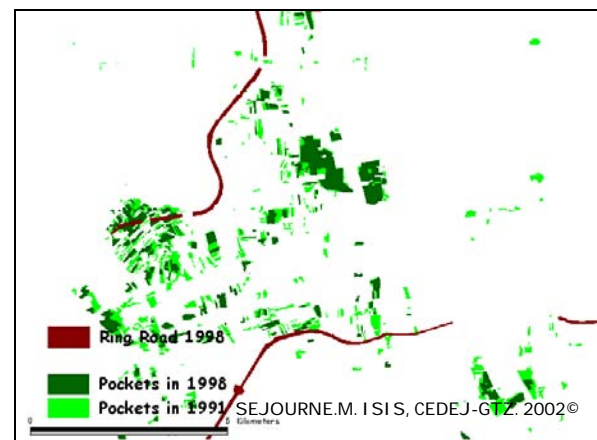 Ring Road 1998
Pockets in 1998
Pockets in 1991
SEJOURNE.M. ISIS, CEDEJ-GTZ. 2002©
0 5 Kilometers